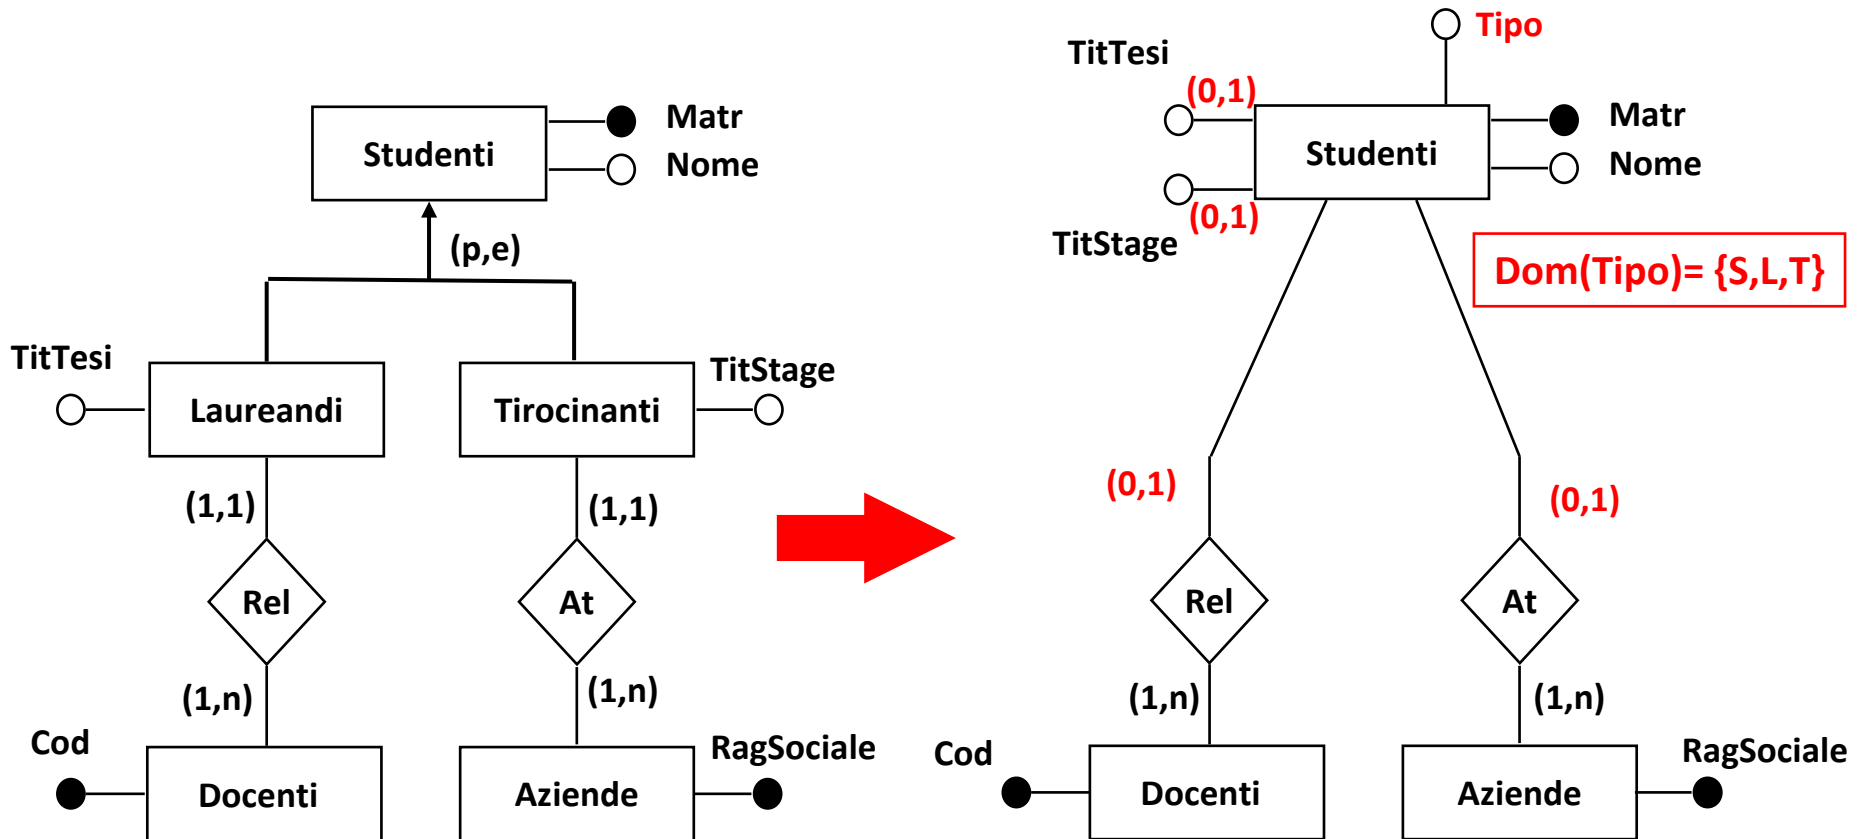 Studenti
Matr
Nome
(p,e)
TitTesi
Laureandi
Tirocinanti
TitStage
(1,1)
(1,1)
Rel
At
(1,n)
(1,n)
Cod
Docenti
Aziende
RagSociale
Tipo
TitTesi
(0,1)
Studenti
Matr
Nome
(0,1)
TitStage
Dom(Tipo)= {S,L,T}
(0,1)
(0,1)
Rel
At
(1,n)
(1,n)
Cod
Docenti
Aziende
RagSociale